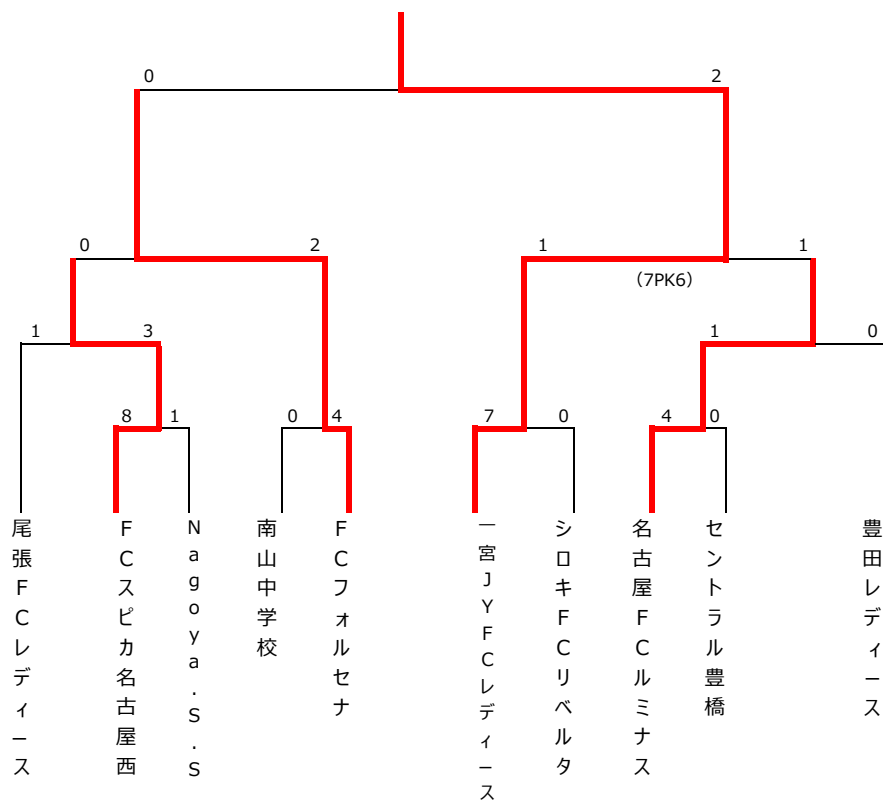 0 2
0 2 1 1
(7PK6)
1 3 1 0
8 1 0 4 7 0 4 0
尾張FCレディース
FCスピカ名古屋西
Nagoya.S.S
南山中学校
FCフォルセナ
一宮JYFCレディース
シロキFCリベルタ
名古屋FCルミナス
セントラル豊橋
豊田レディース